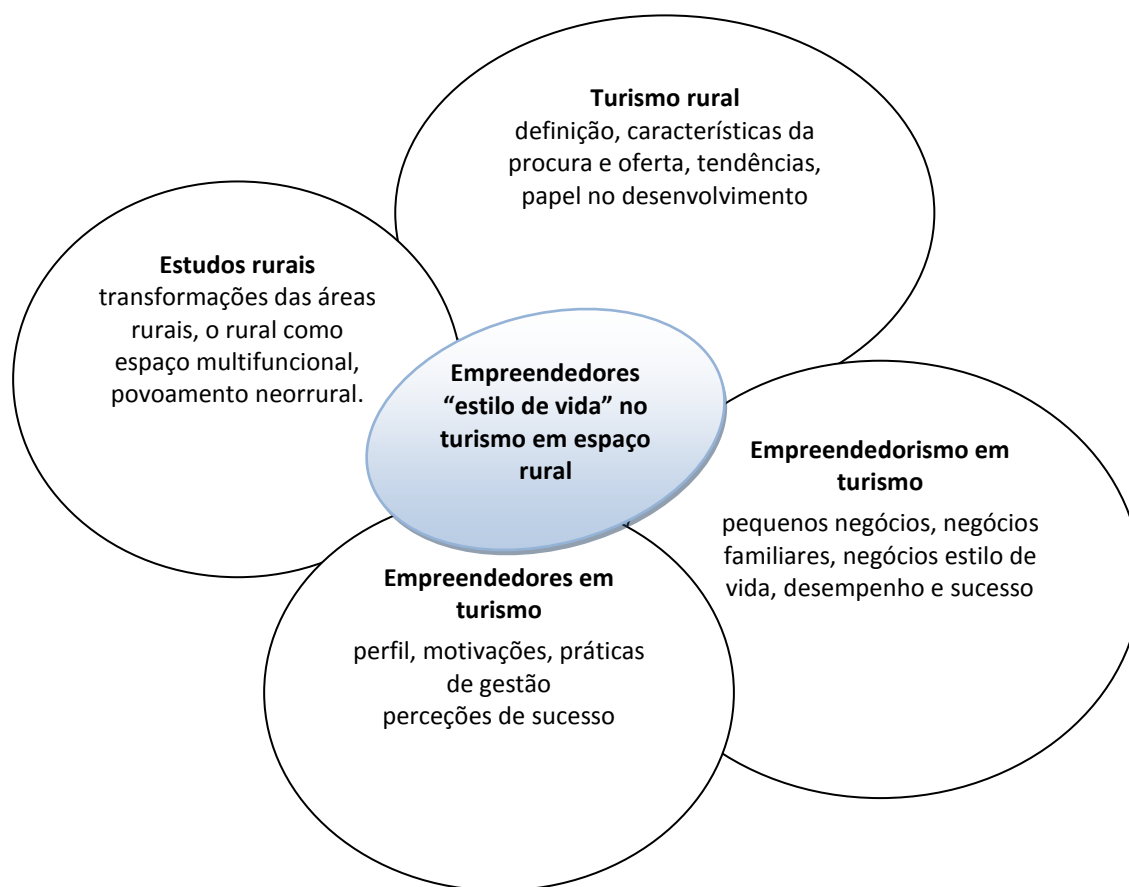 Turismo rural
definição, características da
procura e oferta, tendências,
papel no desenvolvimento
Estudos rurais
transformações das áreas
rurais, o rural como
espaço multifuncional,
povoamento neorrural.
Empreendedores
“estilo de vida” no
turismo em espaço
rural
Empreendedorismo em
turismo
pequenos negócios, negócios
familiares, negócios estilo de
vida, desempenho e sucesso
Empreendedores em
turismo
perfil, motivações, práticas
de gestão
perceções de sucesso